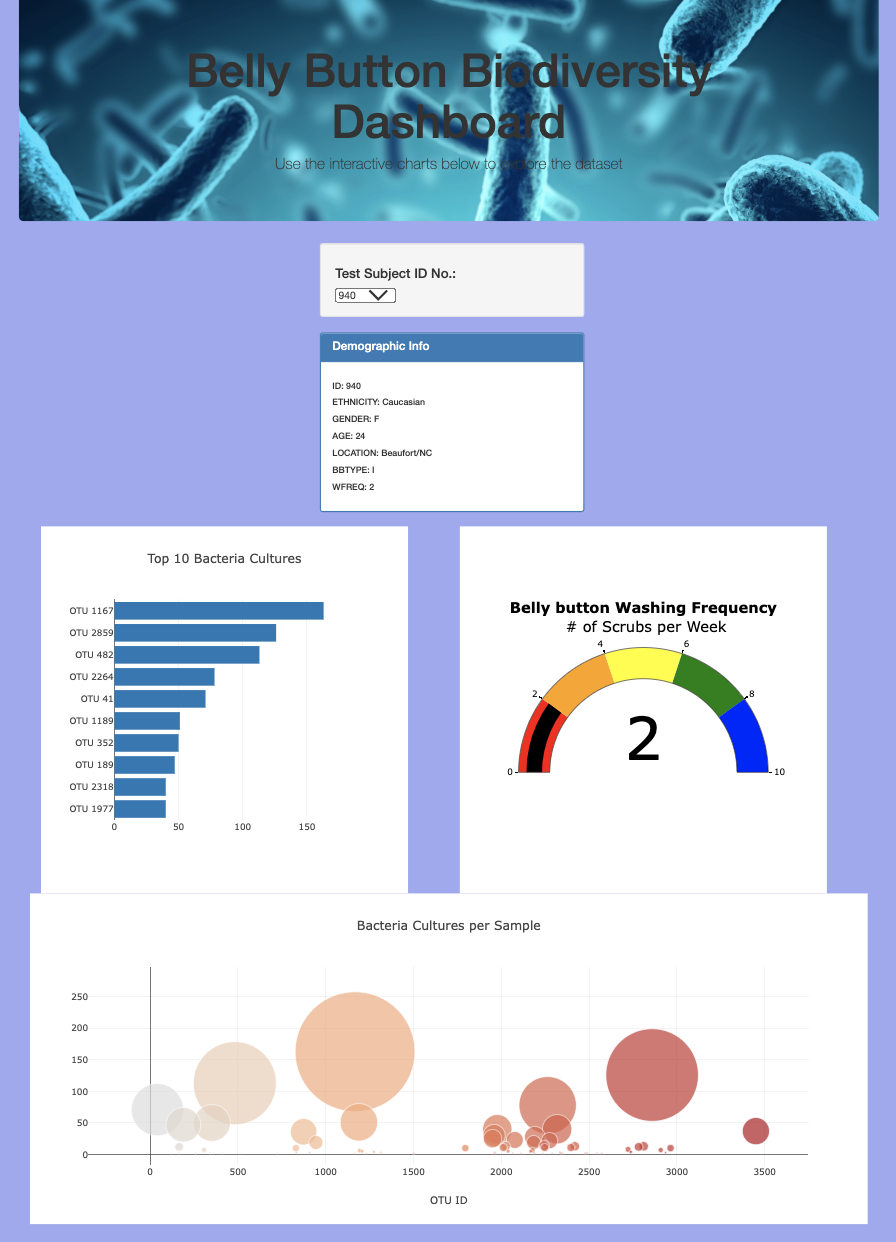 Belly Button Biodiversity
Dashboard
Use the interactive charts below to explore the dataset
Test Subject ID No.:
940
Demographic Info
ID: 940
ETHNICITY: Caucasian
GENDER: F
AGE: 24
LOCATION: Beaufort/NC
BBTYPE: I
WFREQ: 2
Top 10 Bacteria Cultures
OTU 1167
OTU 2859
OTU 482
OTU 2264
OTU 41
OTU 1189
OTU 352
OTU 189
OTU 2318
OTU 1977
0 50 100 150
Belly button Washing Frequency
# of Scrubs per Week
4 6
2 8
2
0 10
Bacteria Cultures per Sample
250
200
150
100
50
0
0 500 1000 1500 2000 2500 3000 3500
OTU ID